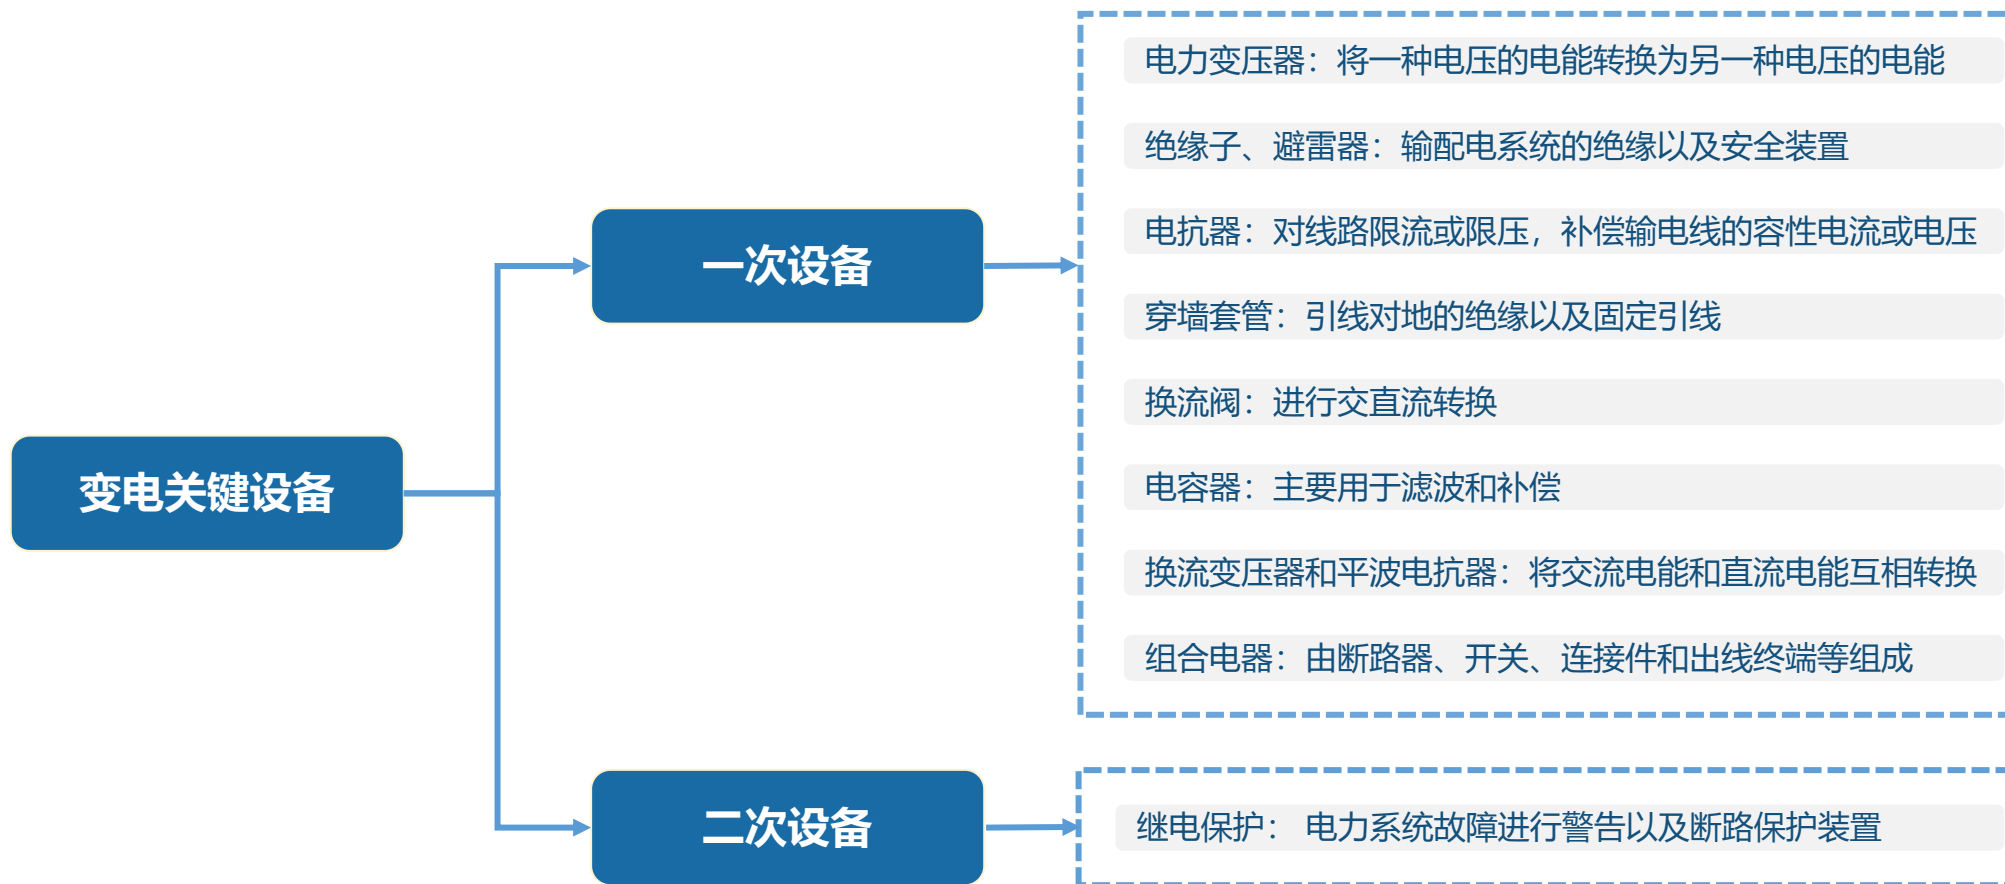 变电关键设备
一次设备
电力变压器：将一种电压的电能转换为另一种电压的电能
绝缘子、避雷器：输配电系统的绝缘以及安全装置
电抗器：对线路限流或限压，补偿输电线的容性电流或电压
穿墙套管：引线对地的绝缘以及固定引线
换流阀：进行交直流转换
电容器：主要用于滤波和补偿
换流变压器和平波电抗器：将交流电能和直流电能互相转换
组合电器：由断路器、开关、连接件和出线终端等组成
二次设备
继电保护： 电力系统故障进行警告以及断路保护装置